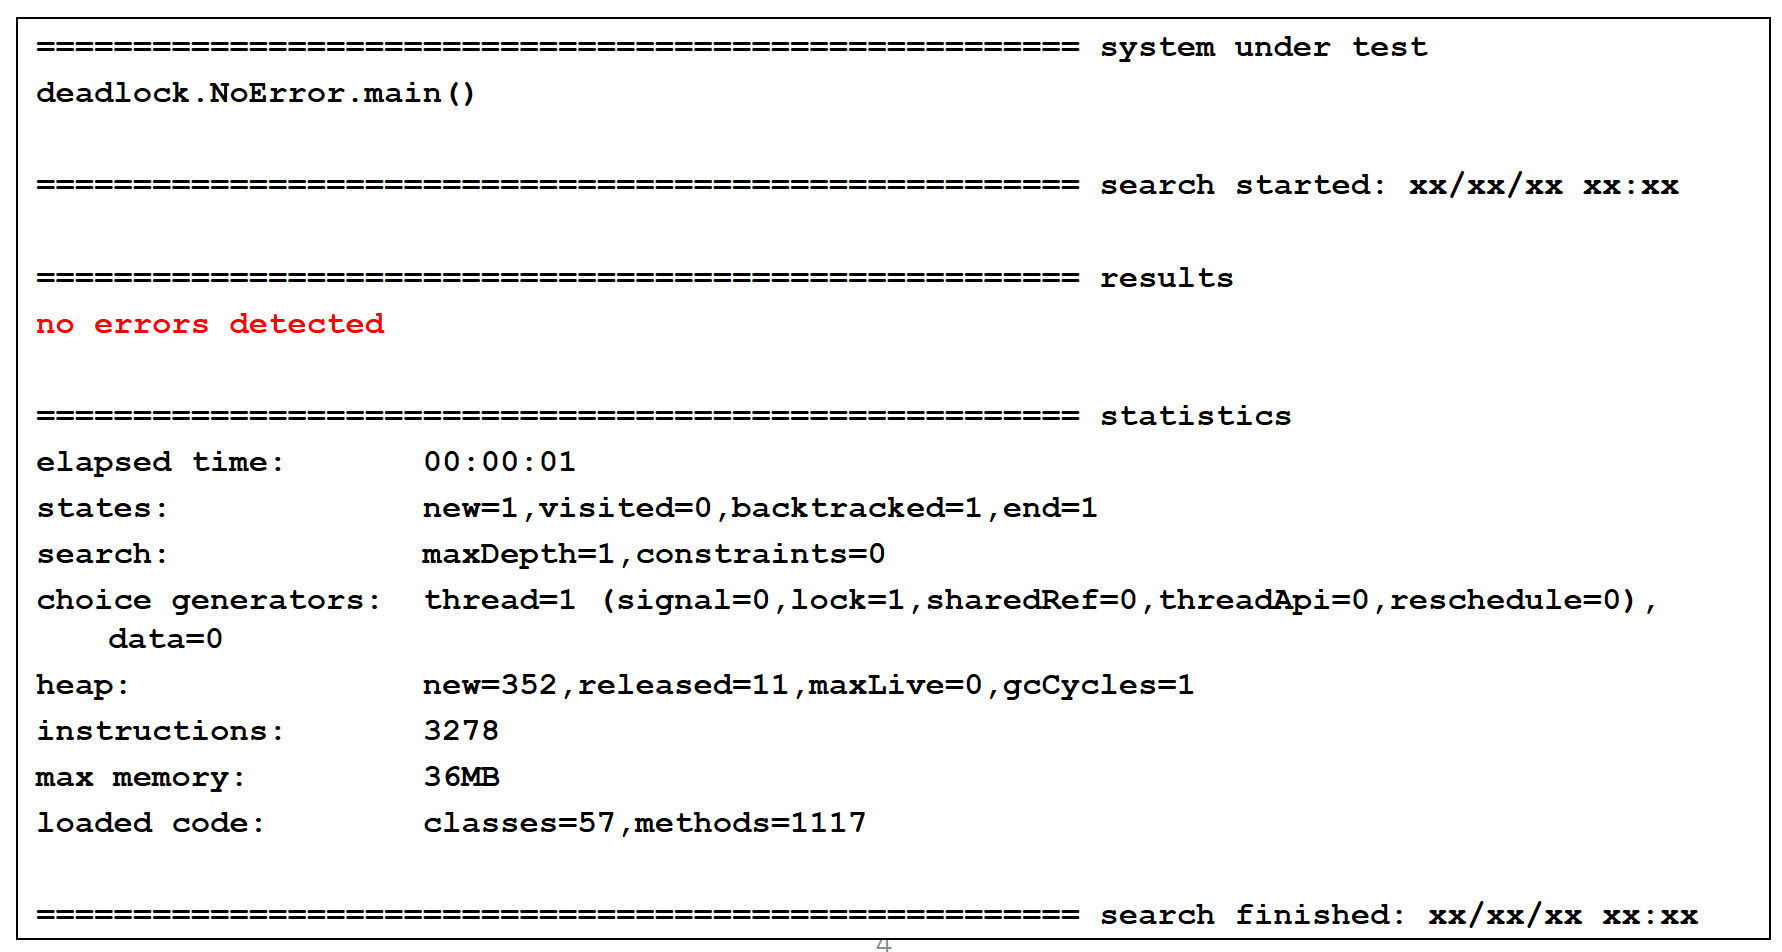 ====================================================== system under test
deadlock.NoError.main()
====================================================== search started: xx/xx/xx xx:xx
====================================================== results
no errors detected
====================================================== statistics
elapsed time:       00:00:01
states:             new=1,visited=0,backtracked=1,end=1
search:             maxDepth=1,constraints=0
choice generators:  thread=1 (signal=0,lock=1,sharedRef=0,threadApi=0,reschedule=0),
data=0
heap:               new=352,released=11,maxLive=0,gcCycles=1
instructions:       3278
max memory:         36MB
loaded code:        classes=57,methods=1117
====================================================== search finished: xx/xx/xx xx:xx
4